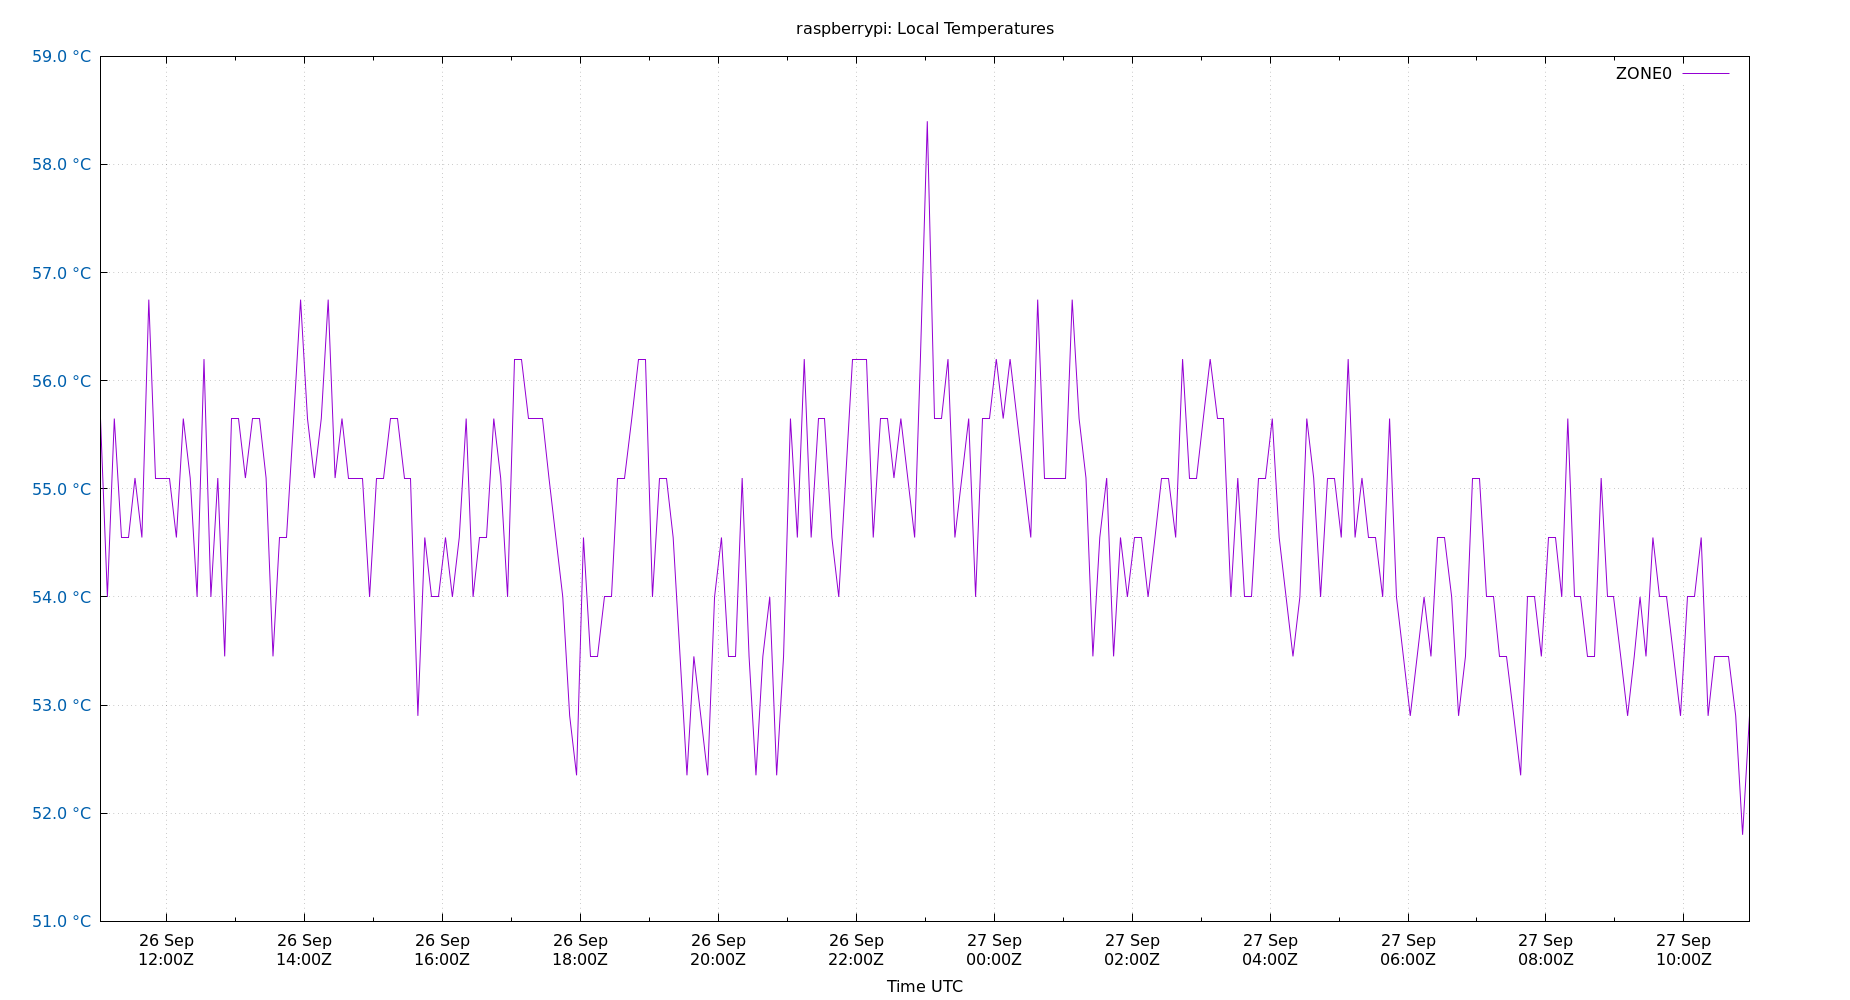 raspberrypi: Local Temperatures
59.0 °C
ZONE0
58.0 °C
57.0 °C
56.0 °C
55.0 °C
54.0 °C
53.0 °C
52.0 °C
51.0 °C
26 Sep 26 Sep 26 Sep 26 Sep 26 Sep 26 Sep 27 Sep 27 Sep 27 Sep 27 Sep 27 Sep 27 Sep
12:00Z 14:00Z 16:00Z 18:00Z 20:00Z 22:00Z 00:00Z 02:00Z 04:00Z 06:00Z 08:00Z 10:00Z
Time UTC